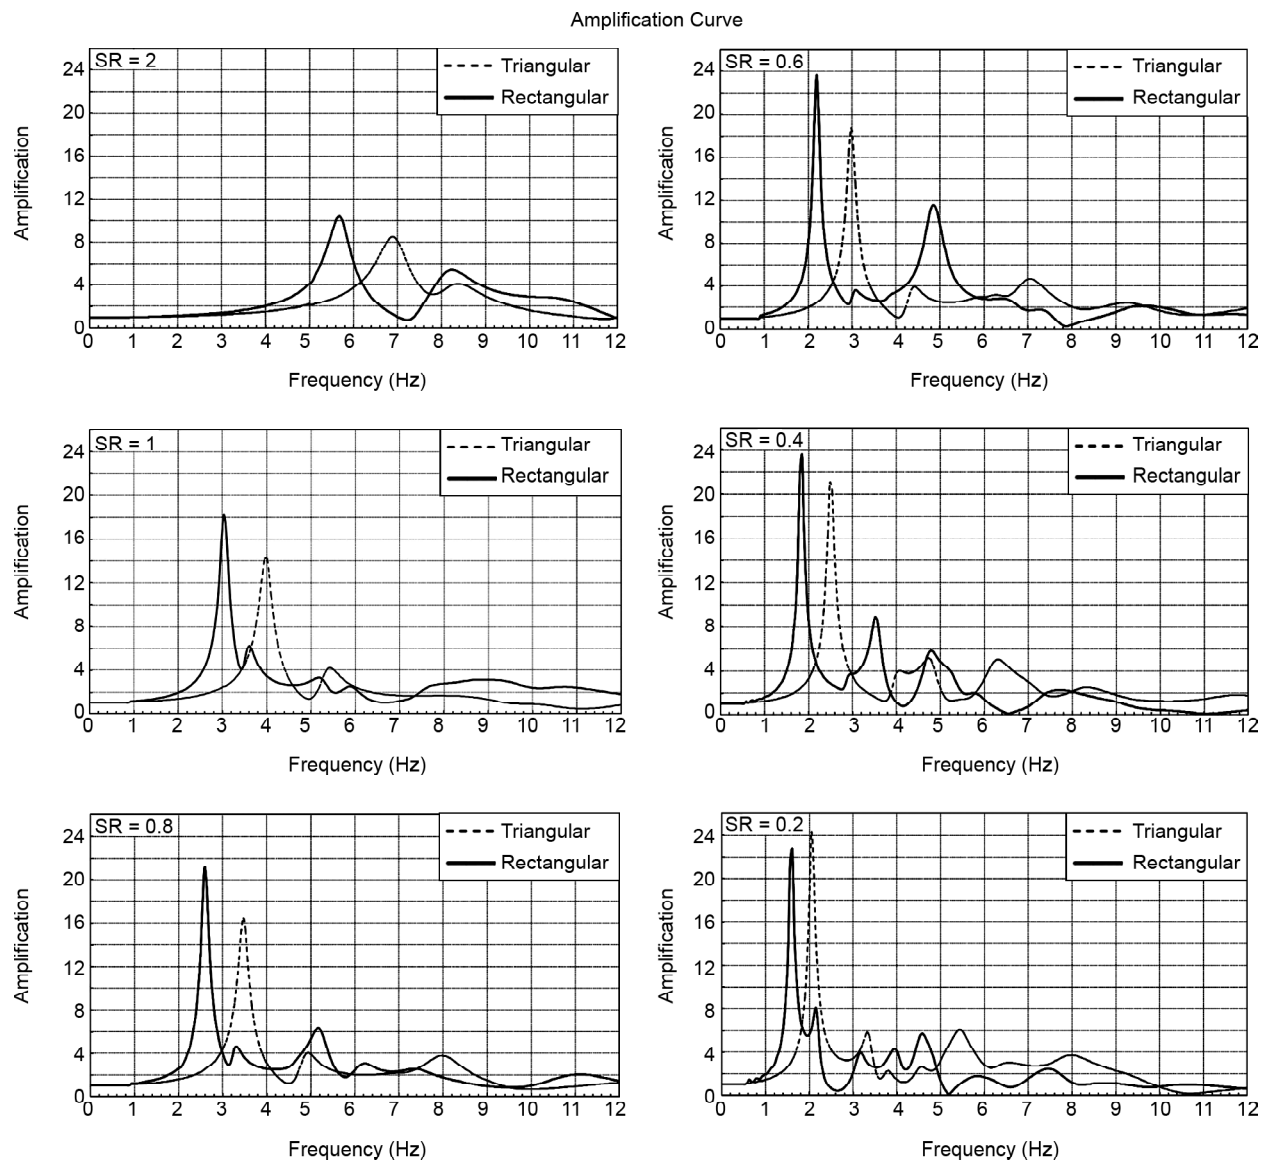 Amplification Curve
SR = 2
Triangular
Rectangular
24
20
16
12
8
4
0
0 1 2 3 4 5 6 7 8 9 10 11 12
Amplification
Frequency (Hz)
SR = 0.6
Triangular
Rectangular
24
20
16
12
8
4
0
0 1 2 3 4 5 6 7 8 9 10 11 12
Amplification
Frequency (Hz)
SR = 1
Triangular
Rectangular
24
20
16
12
8
4
0
0 1 2 3 4 5 6 7 8 9 10 11 12
Amplification
Frequency (Hz)
SR = 0.4
Triangular
Rectangular
24
20
16
12
8
4
0
0 1 2 3 4 5 6 7 8 9 10 11 12
Amplification
Frequency (Hz)
SR = 0.8
Triangular
Rectangular
24
20
16
12
8
4
0
0 1 2 3 4 5 6 7 8 9 10 11 12
Amplification
Frequency (Hz)
SR = 0.2
Triangular
Rectangular
24
20
16
12
8
4
0
0 1 2 3 4 5 6 7 8 9 10 11 12
Amplification
Frequency (Hz)